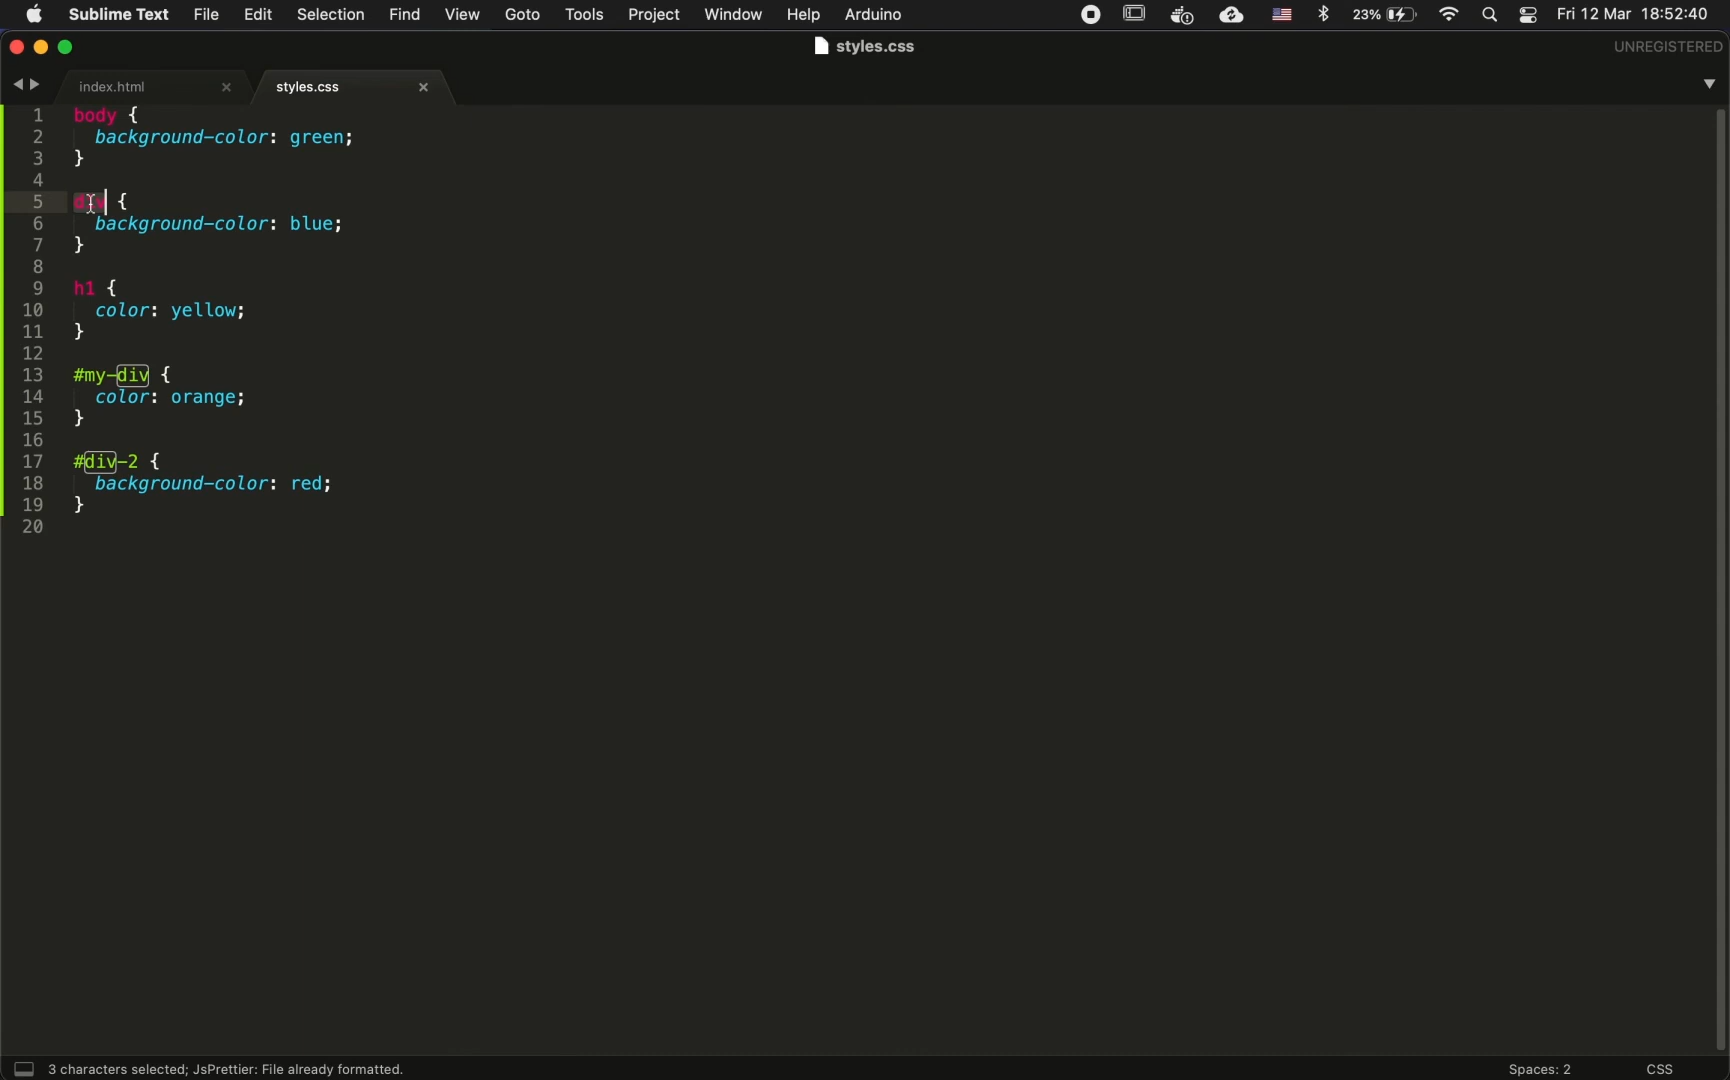 Sublime Text File Edit Selection Find View Goto Tools Project Window Help Arduino 23% Fri 12 Mar 18:52:40
styles.css UNREGISTERED
index.html styles.css
1 body {
2 background-color: green;
3 }
4
5 div {
6 background-color: blue;
7 }
8
9 h1 {
10 color: yellow;
11 }
12
13 #my-div {
14 color: orange;
15 }
16
17 #div-2 {
18 background-color: red;
19 }
20
3 characters selected; JsPrettier: File already formatted. Spaces: 2 CSS